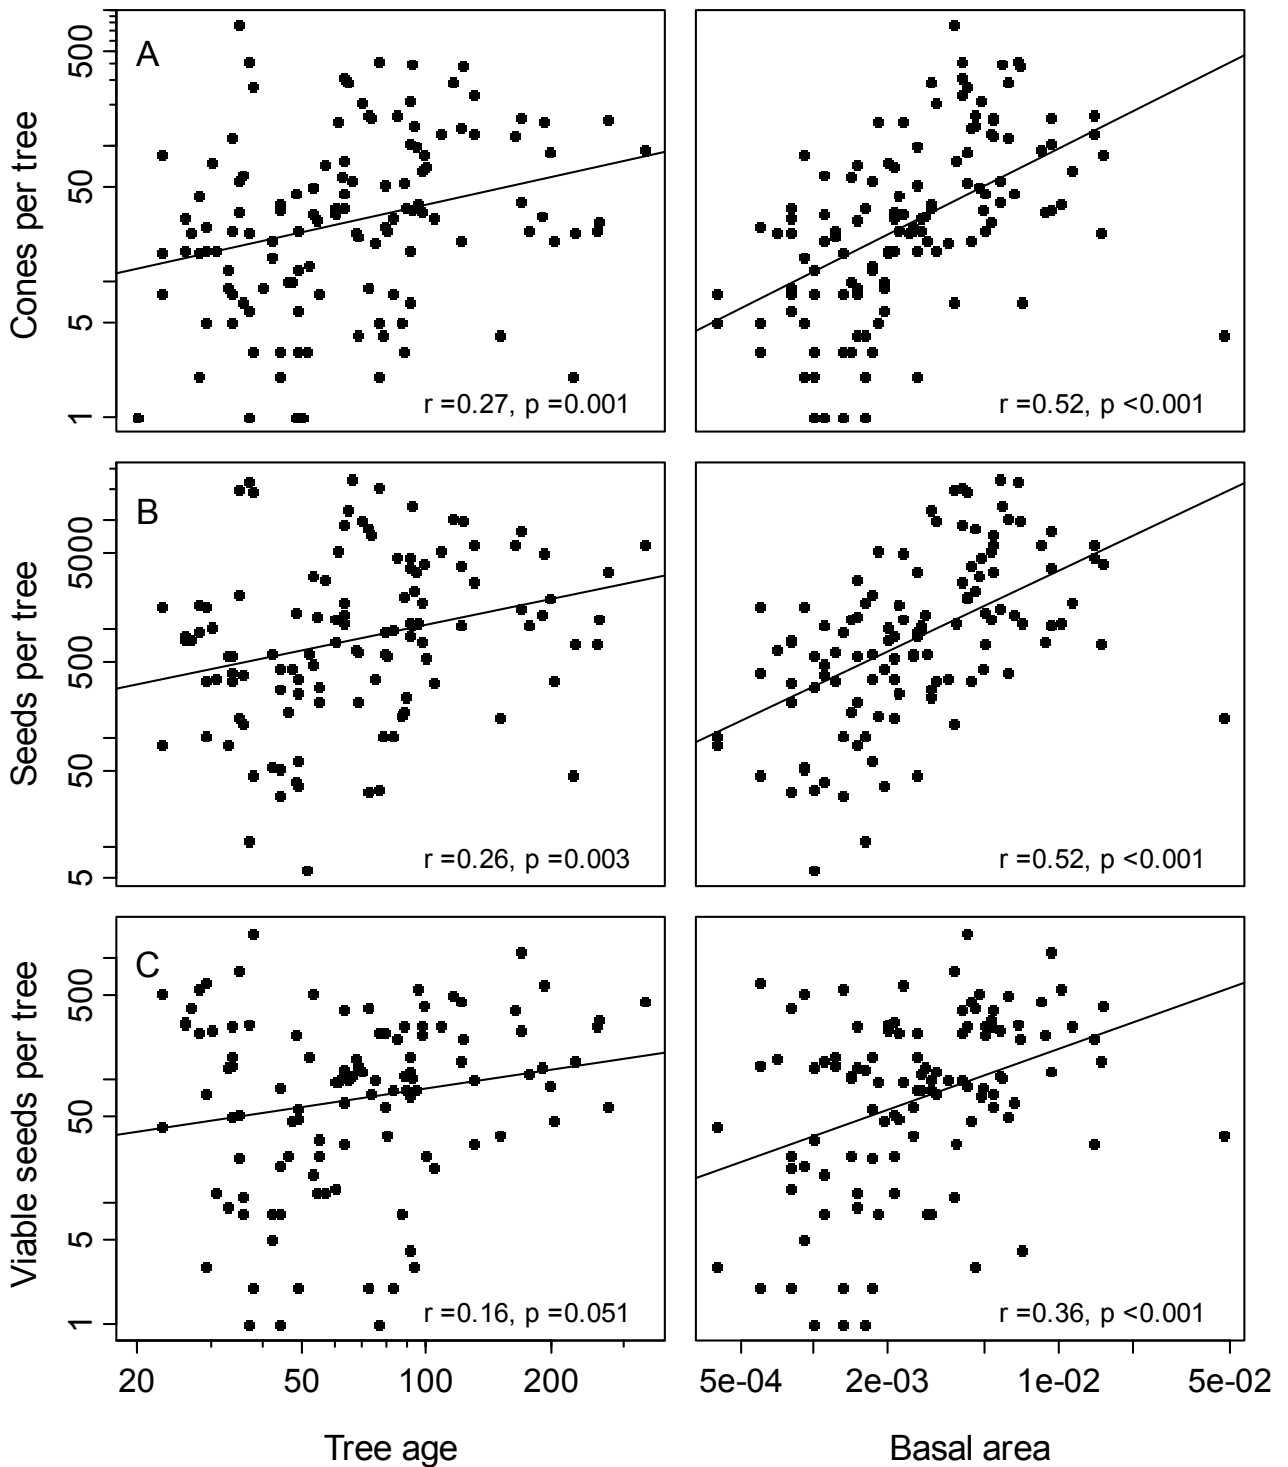 A
Cones per tree
500
50
5
1
r =0.27, p =0.001
r =0.52, p <0.001
B
Seeds per tree
5000
500
50
5
r =0.26, p =0.003
r =0.52, p <0.001
C
Viable seeds per tree
500
50
5
1
r =0.16, p =0.051
r =0.36, p <0.001
20 50 100 200
5e-04 2e-03 1e-02 5e-02
Tree age
Basal area